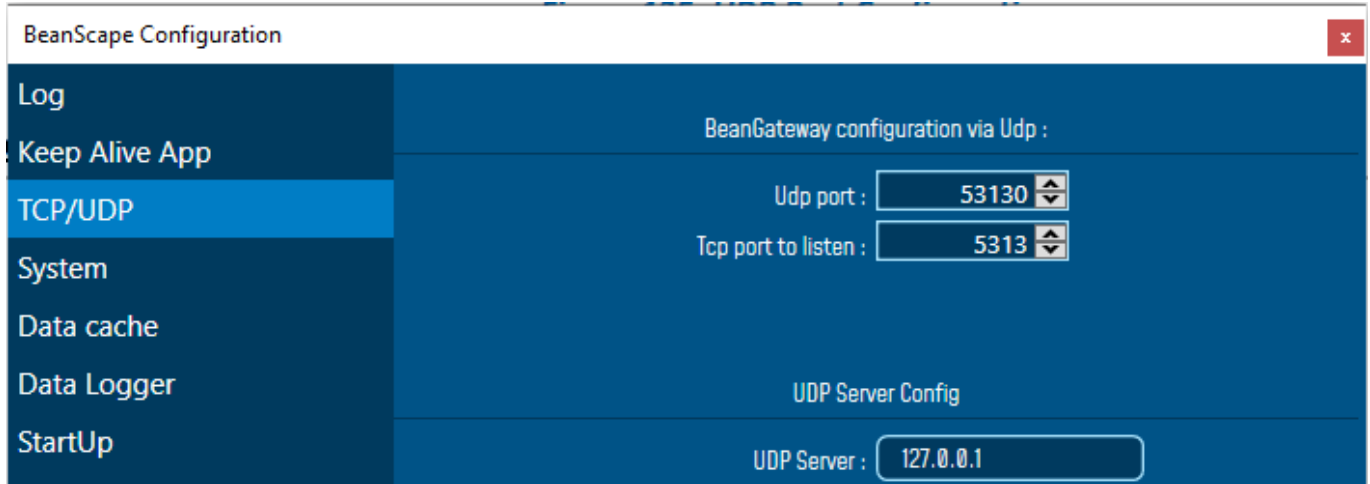 BeanScape Configuration
x
Log
Keep Alive App
TCP/UDP
System
Data cache
Data Logger
StartUp
BeanGateway configuration via Udp :
Udp port : 53130
Tcp port to listen : 5313
UDP Server Config
UDP Server : 127.0.0.1